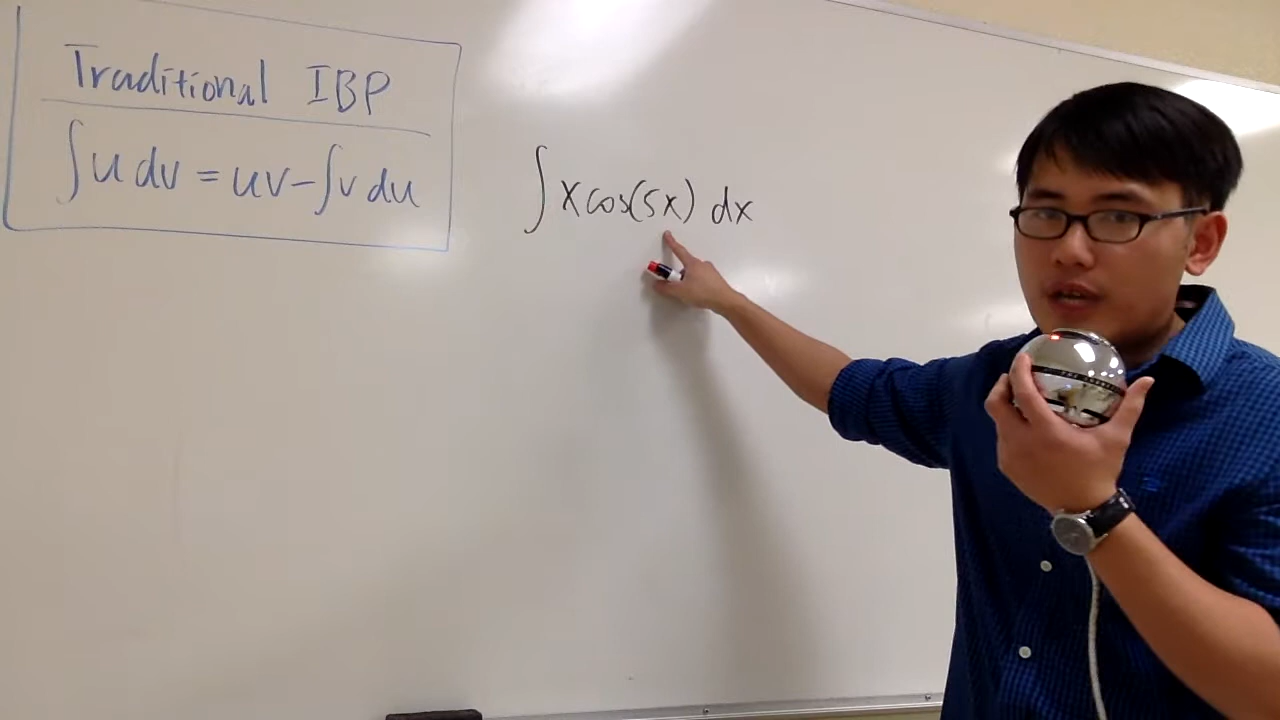 Traditional IBP
∫u dv = uv - ∫v du
∫x cos(5x) dx